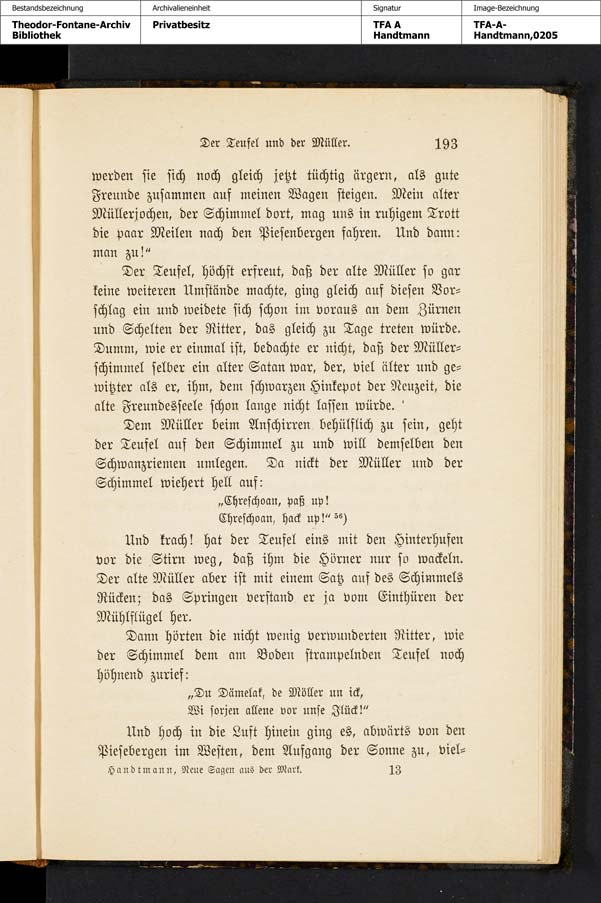 Bestandsbezeichnung Archivalieneinheit Signatur Image-Bezeichnung
Theodor-Fontane-Archiv Privatbesitz TFA A TFA-A-
Bibliothek Handtmann Handtmann,0205
Der Teufel und der Müller. 193
werden sie sich noch gleich jetzt tüchtig ärgern, als gute
Freunde zusammen auf meinen Wagen steigen. Mein alter
Müllerjochen, der Schimmel dort, mag uns in ruhigem Trott
die paar Meilen nach den Piesenbergen fahren. Und dann:
man zu!“
Der Teufel, höchst erfreut, daß der alte Müller so gar
keine weiteren Umstände machte, ging gleich auf diesen Vor-
schlag ein und weidete sich schon im voraus an dem Zürnen
und Schelten der Ritter, das gleich zu Tage treten würde.
Dumm, wie er einmal ist, bedachte er nicht, daß der Müller-
schimmel selber ein alter Satan war, der, viel älter und ge-
witzter als er, ihm, dem schwarzen Hinkepot der Neuzeit, die
alte Freundesseele schon lange nicht lassen würde.
Dem Müller beim Anschirren behülflich zu sein, geht
der Teufel auf den Schimmel zu und will demselben den
Schwanzriemen umlegen. Da nickt der Müller und der
Schimmel wiehert hell auf:
„Chreschoan, paß up!
Chreschoan, hack up!“ 56)
Und krach! hat der Teufel eins mit den Hinterhufen
vor die Stirn weg, daß ihm die Hörner nur so wackeln.
Der alte Müller aber ist mit einem Satz auf des Schimmels
Rücken; das Springen verstand er ja vom Einthüren der
Mühlflügel her.
Dann hörten die nicht wenig verwunderten Ritter, wie
der Schimmel dem am Boden strampelnden Teufel noch
höhnend zurief:
„Du Dämelak, de Möller un ick,
Wi sorjen allene vor unse Jlück!“
Und hoch in die Luft hinein ging es, abwärts von den
Piesebergen im Westen, dem Aufgang der Sonne zu, viel-
Handtmann, Neue Sagen aus der Mark. 13